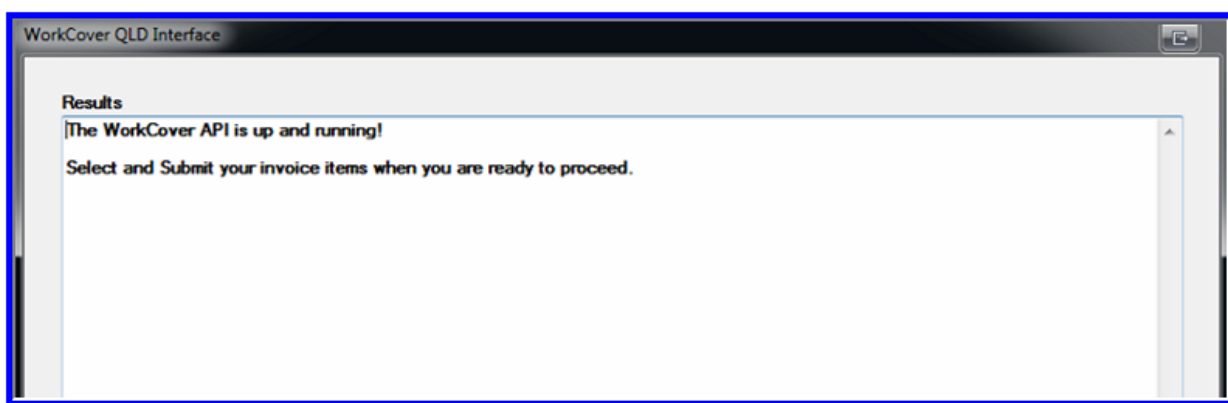 WorkCover QLD Interface
Results
The WorkCover API is up and running!
Select and Submit your invoice items when you are ready to proceed.